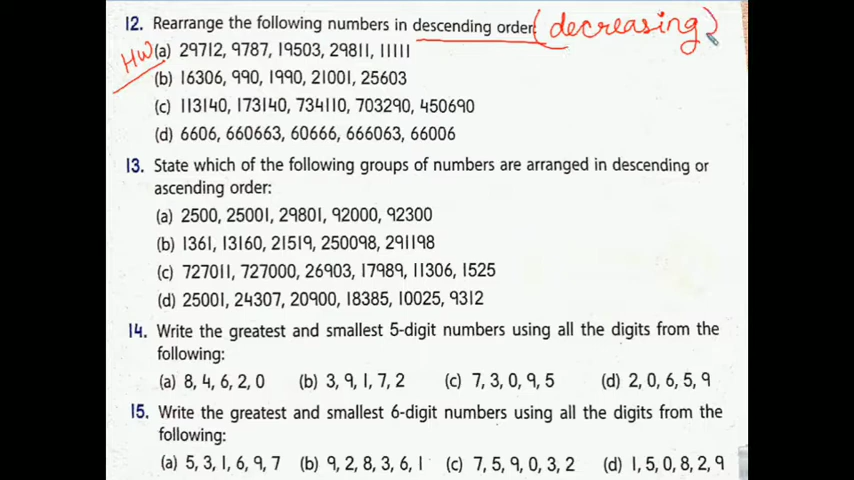 12. Rearrange the following numbers in descending order (decreasing)
HW (a) 29712, 9787, 19503, 29811, 11111
(b) 16306, 990, 1990, 21001, 25603
(c) 113140, 173140, 734110, 703290, 450690
(d) 6606, 660663, 60666, 666063, 66006
13. State which of the following groups of numbers are arranged in descending or
ascending order:
(a) 2500, 25001, 29801, 92000, 92300
(b) 1361, 13160, 21519, 250098, 291198
(c) 727011, 727000, 26903, 17989, 11306, 1525
(d) 25001, 24307, 20900, 18385, 10025, 9312
14. Write the greatest and smallest 5-digit numbers using all the digits from the
following:
(a) 8, 4, 6, 2, 0 (b) 3, 9, 1, 7, 2 (c) 7, 3, 0, 9, 5 (d) 2, 0, 6, 5, 9
15. Write the greatest and smallest 6-digit numbers using all the digits from the
following:
(a) 5, 3, 1, 6, 9, 7 (b) 9, 2, 8, 3, 6, 1 (c) 7, 5, 9, 0, 3, 2 (d) 1, 5, 0, 8, 2, 9